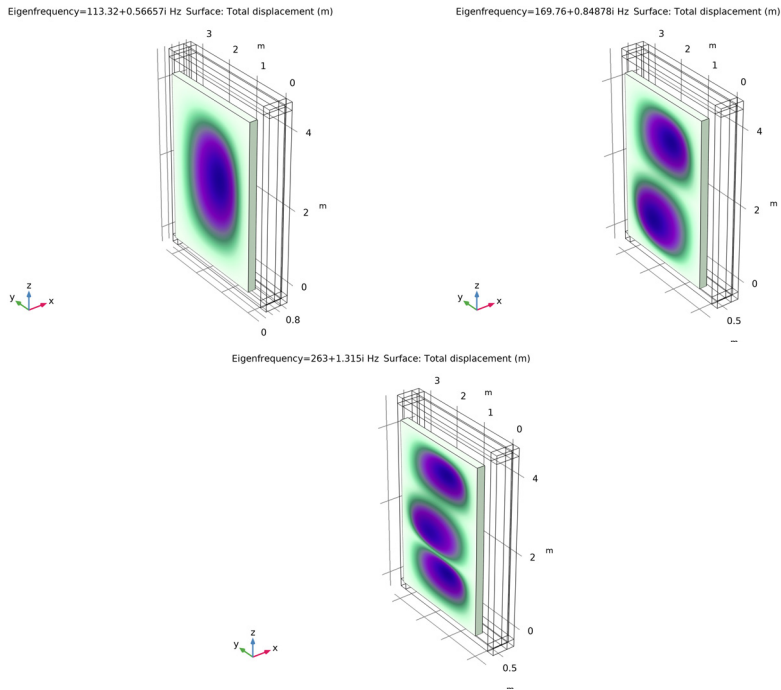 Eigenfrequency=113.32+0.56657i Hz Surface: Total displacement (m)
3
2
m
1
0
4
2
m
0
0.8
0
z
y
x
Eigenfrequency=169.76+0.84878i Hz Surface: Total displacement (m)
3
2
m
1
0
4
2
m
0
0.5
z
y
x
Eigenfrequency=263+1.315i Hz Surface: Total displacement (m)
3
2
m
1
0
4
2
m
0
0.5
z
y
x